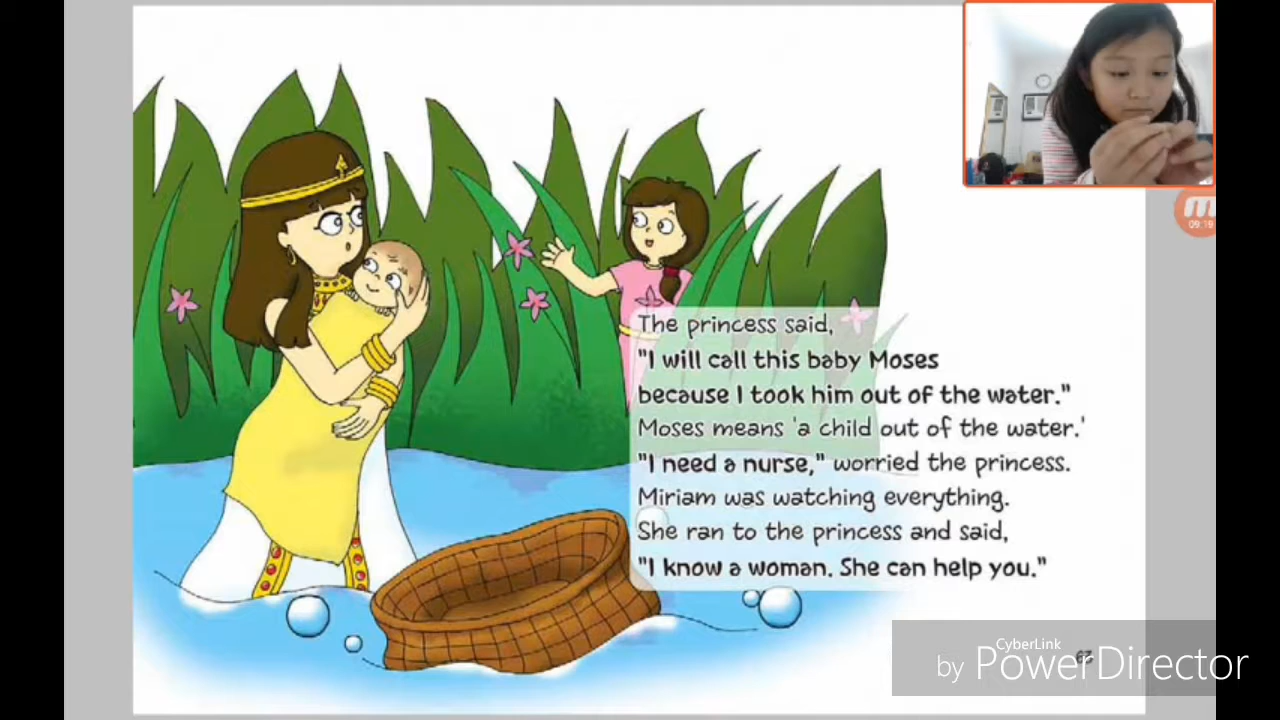 The princess said,
"I will call this baby Moses
because I took him out of the water."
Moses means 'a child out of the water.'
"I need a nurse," worried the princess.
Miriam was watching everything.
She ran to the princess and said,
"I know a woman. She can help you."
09:19
CyberLink
by PowerDirector